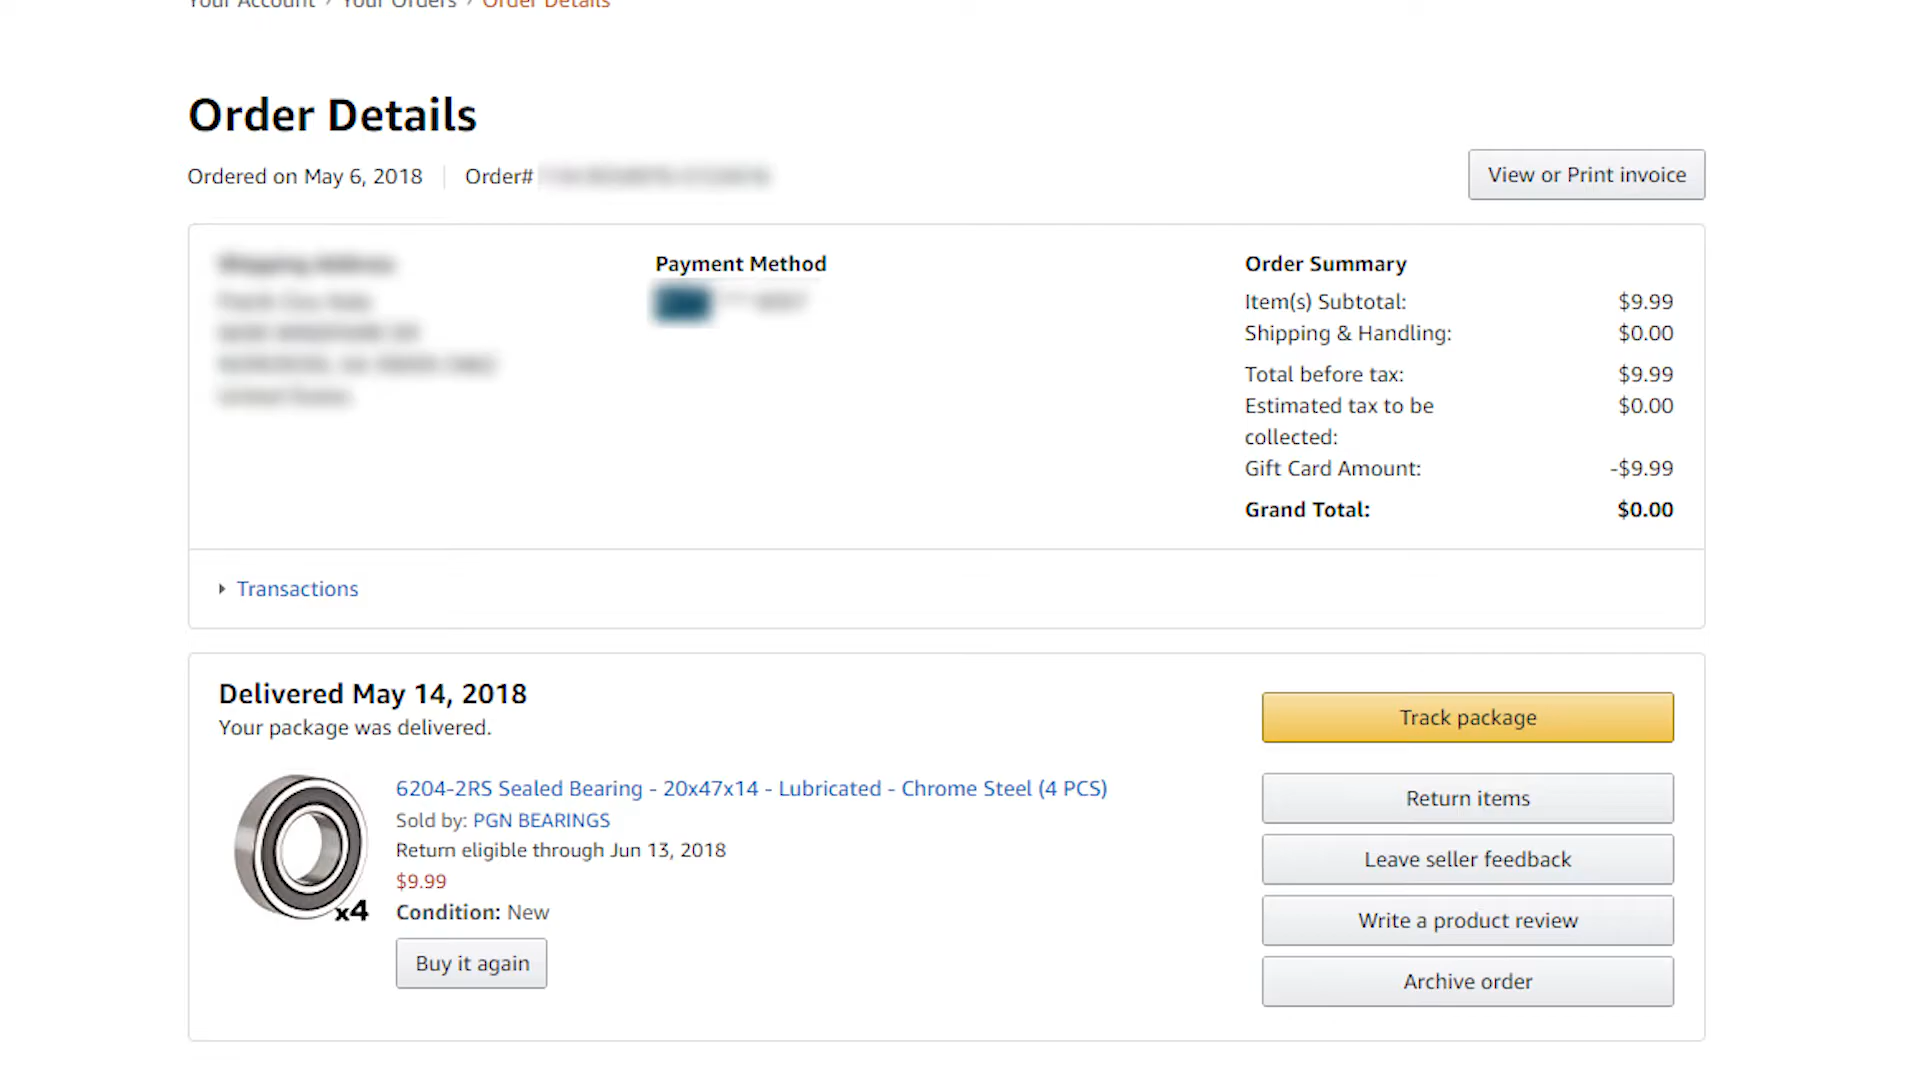 Your Account › Your Orders › Order Details
Order Details
Ordered on May 6, 2018 Order#
View or Print invoice
Payment Method
Order Summary
Item(s) Subtotal: $9.99
Shipping & Handling: $0.00
Total before tax: $9.99
Estimated tax to be $0.00
collected:
Gift Card Amount: -$9.99
Grand Total: $0.00
Transactions
Delivered May 14, 2018
Your package was delivered.
Track package
6204-2RS Sealed Bearing - 20x47x14 - Lubricated - Chrome Steel (4 PCS)
Sold by: PGN BEARINGS
Return eligible through Jun 13, 2018
$9.99
x4
Condition: New
Buy it again
Return items
Leave seller feedback
Write a product review
Archive order